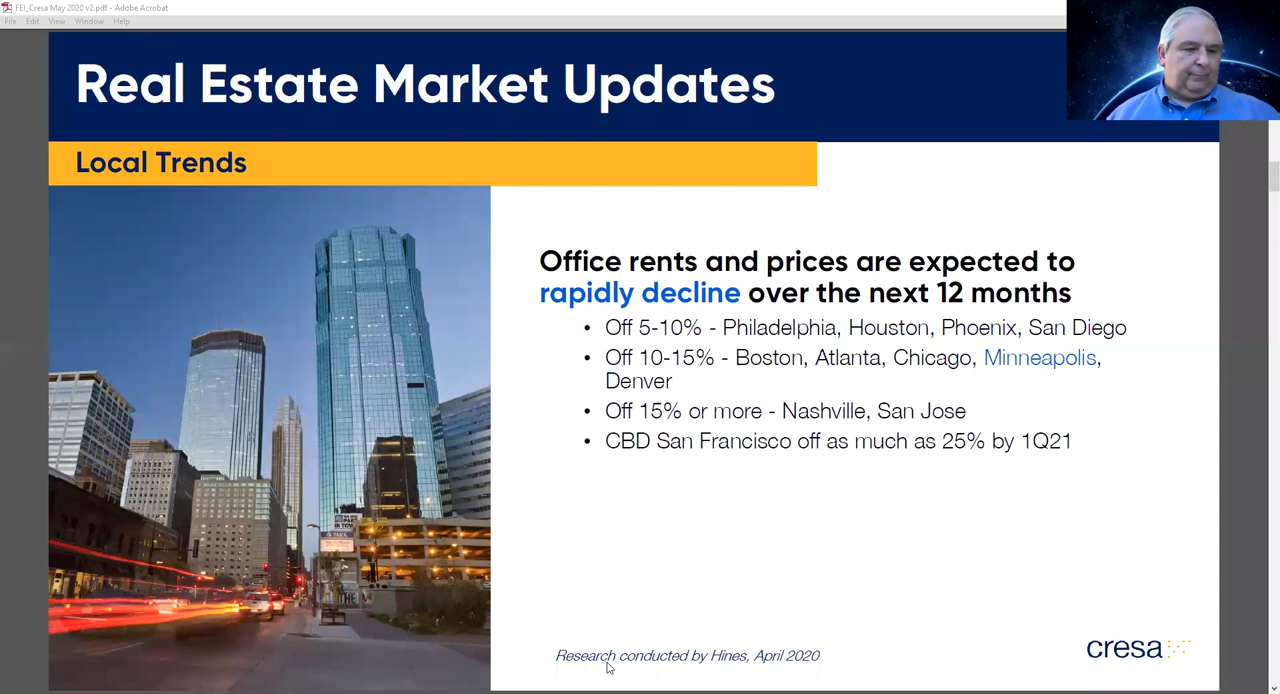 FEI_Cresa May 2020 v2.pdf - Adobe Acrobat
File Edit View Window Help
Real Estate Market Updates
Local Trends
Office rents and prices are expected to
rapidly decline over the next 12 months
• Off 5-10% - Philadelphia, Houston, Phoenix, San Diego
• Off 10-15% - Boston, Atlanta, Chicago, Minneapolis,
Denver
• Off 15% or more - Nashville, San Jose
• CBD San Francisco off as much as 25% by 1Q21
Research conducted by Hines, April 2020
cresa